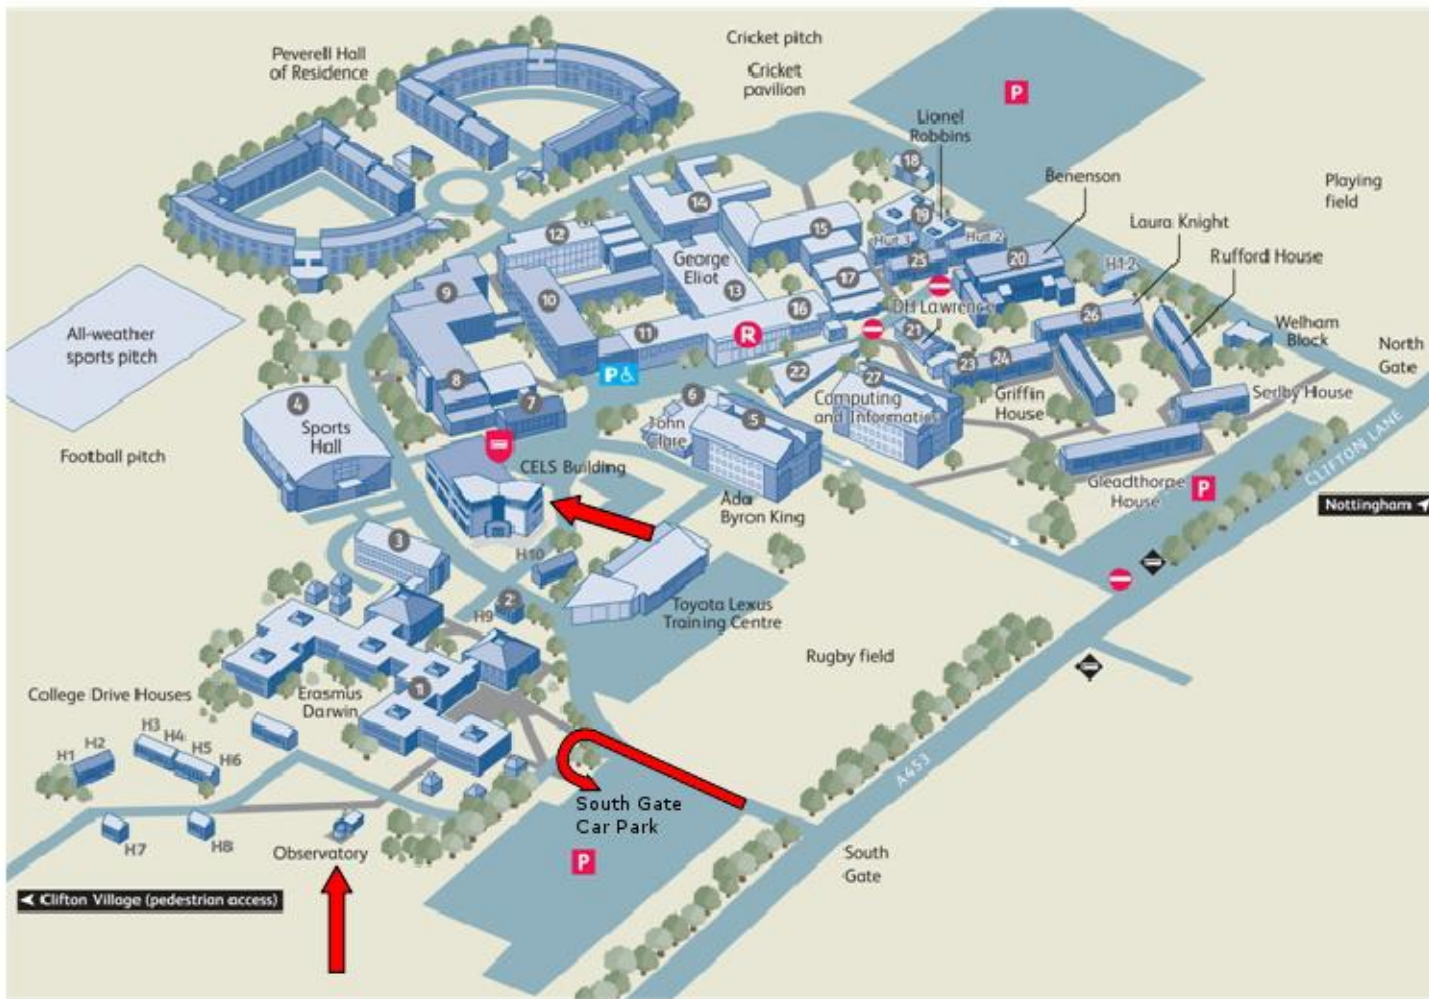 Cricket pitch
Peverell Hall
of Residence
Cricket
pavilion
P
Lionel
Robbins
18
Benenson
Playing
field
14
19
Laura Knight
12
15
Hut 3
Hut 2
Rufford House
George
Eliot
25
20
H12
9
10
13
17
DH Lawrence
All-weather
sports pitch
11
R
16
21
26
Welham
Block
North
Gate
8
P
22
23
24
4
Sports
Hall
7
6
27
Computing
and Informatics
Griffin
House
Serby House
John
Clare
5
Football pitch
CELS Building
Gleadthorpe
House
P
CLIFTON LANE
Ada
Byron King
Nottingham
3
H10
2
H9
Toyota Lexus
Training Centre
Rugby field
College Drive Houses
Erasmus
Darwin
1
H3
H4
H5
H6
H1
H2
A453
South Gate
Car Park
H7
H8
Observatory
P
South
Gate
Clifton Village (pedestrian access)